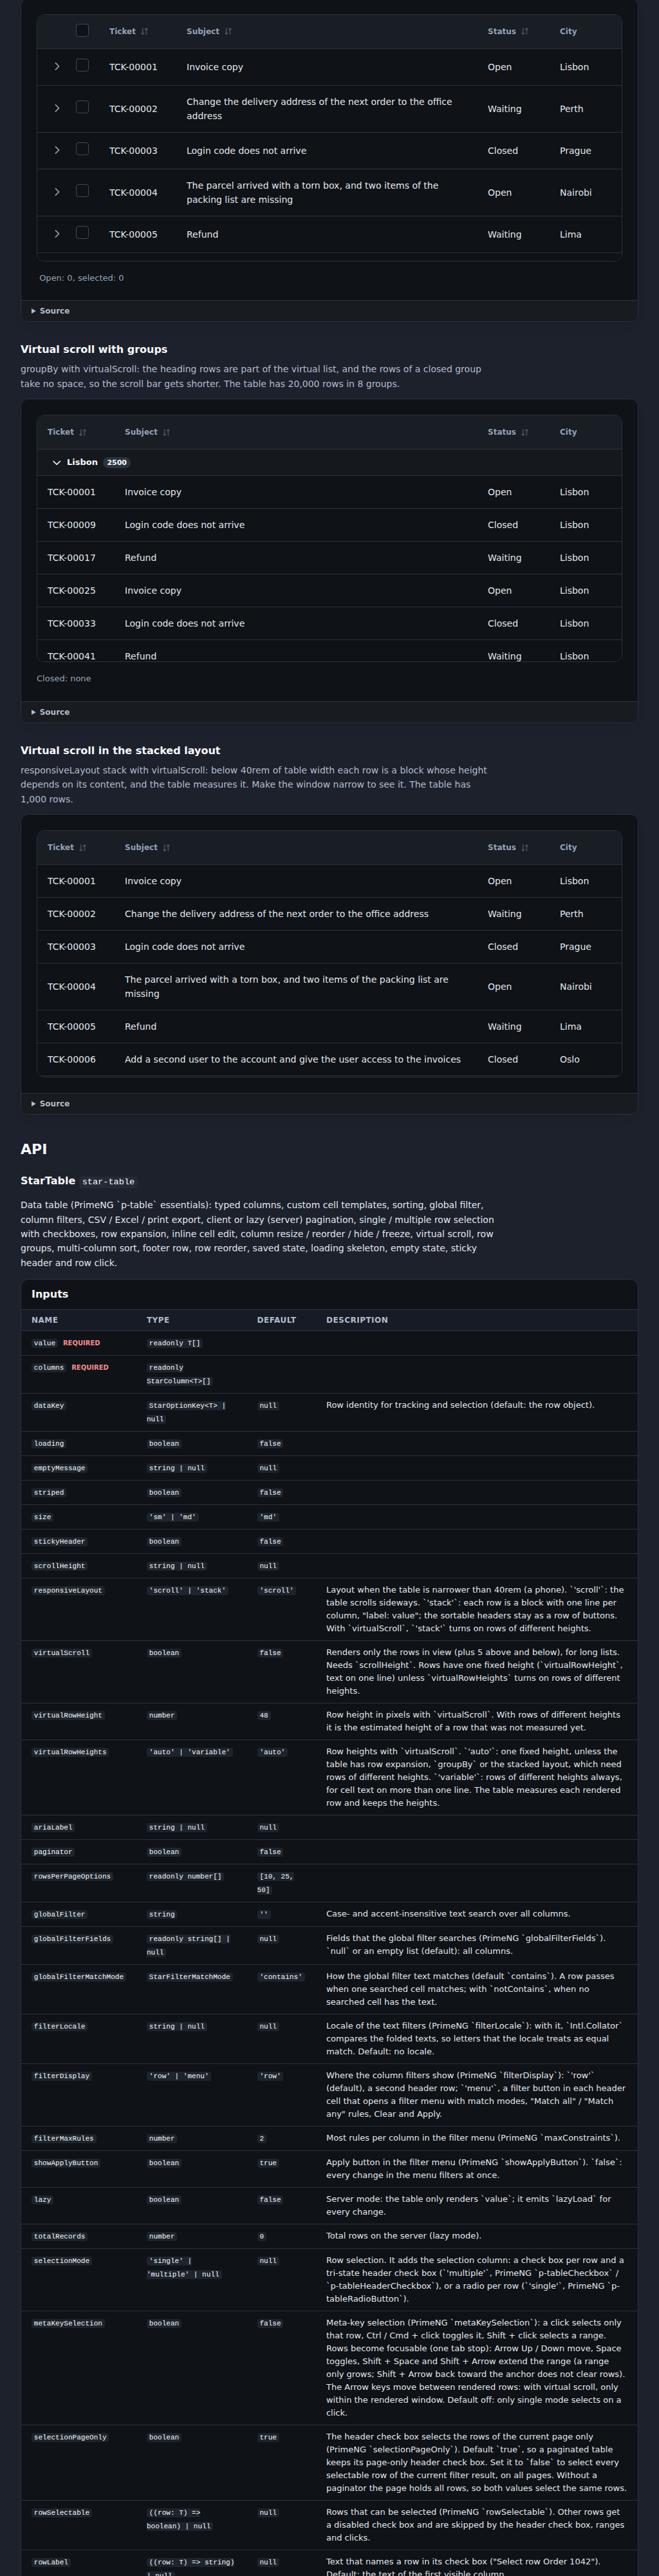 Ticket Subject Status City
TCK-00001 Invoice copy Open Lisbon
TCK-00002 Change the delivery address of the next order to the office address Waiting Perth
TCK-00003 Login code does not arrive Closed Prague
TCK-00004 The parcel arrived with a torn box, and two items of the packing list are missing Open Nairobi
TCK-00005 Refund Waiting Lima
Open: 0, selected: 0
Source
Virtual scroll with groups
groupBy with virtualScroll: the heading rows are part of the virtual list, and the rows of a closed group
take no space, so the scroll bar gets shorter. The table has 20,000 rows in 8 groups.
Ticket Subject Status City
Lisbon 2500
TCK-00001 Invoice copy Open Lisbon
TCK-00009 Login code does not arrive Closed Lisbon
TCK-00017 Refund Waiting Lisbon
TCK-00025 Invoice copy Open Lisbon
TCK-00033 Login code does not arrive Closed Lisbon
TCK-00041 Refund Waiting Lisbon
Closed: none
Source
Virtual scroll in the stacked layout
responsiveLayout stack with virtualScroll: below 40rem of table width each row is a block whose height
depends on its content, and the table measures it. Make the window narrow to see it. The table has
1,000 rows.
Ticket Subject Status City
TCK-00001 Invoice copy Open Lisbon
TCK-00002 Change the delivery address of the next order to the office address Waiting Perth
TCK-00003 Login code does not arrive Closed Prague
TCK-00004 The parcel arrived with a torn box, and two items of the packing list are missing Open Nairobi
TCK-00005 Refund Waiting Lima
TCK-00006 Add a second user to the account and give the user access to the invoices Closed Oslo
Source
API
StarTable star-table
Data table (PrimeNG `p-table` essentials): typed columns, custom cell templates, sorting, global filter,
column filters, CSV / Excel / print export, client or lazy (server) pagination, single / multiple row selection
with checkboxes, row expansion, inline cell edit, column resize / reorder / hide / freeze, virtual scroll, row
groups, multi-column sort, footer row, row reorder, saved state, loading skeleton, empty state, sticky
header and row click.
Inputs
NAME TYPE DEFAULT DESCRIPTION
value REQUIRED readonly T[]
columns REQUIRED readonly StarColumn<T>[]
dataKey StarOptionKey<T> | null null Row identity for tracking and selection (default: the row object).
loading boolean false
emptyMessage string | null null
striped boolean false
size 'sm' | 'md' 'md'
stickyHeader boolean false
scrollHeight string | null null
responsiveLayout 'scroll' | 'stack' 'scroll' Layout when the table is narrower than 40rem (a phone). `'scroll'`: the
table scrolls sideways. `'stack'`: each row is a block with one line per
column, "label: value"; the sortable headers stay as a row of buttons.
With `virtualScroll`, `'stack'` turns on rows of different heights.
virtualScroll boolean false Renders only the rows in view (plus 5 above and below), for long lists.
Needs `scrollHeight`. Rows have one fixed height (`virtualRowHeight`,
text on one line) unless `virtualRowHeights` turns on rows of different
heights.
virtualRowHeight number 48 Row height in pixels with `virtualScroll`. With rows of different heights
it is the estimated height of a row that was not measured yet.
virtualRowHeights 'auto' | 'variable' 'auto' Row heights with `virtualScroll`. `'auto'`: one fixed height, unless the
table has row expansion, `groupBy` or the stacked layout, which need
rows of different heights. `'variable'`: rows of different heights always,
for cell text on more than one line. The table measures each rendered
row and keeps the heights.
ariaLabel string | null null
paginator boolean false
rowsPerPageOptions readonly number[] [10, 25, 50]
globalFilter string '' Case- and accent-insensitive text search over all columns.
globalFilterFields readonly string[] | null null Fields that the global filter searches (PrimeNG `globalFilterFields`).
`null` or an empty list (default): all columns.
globalFilterMatchMode StarFilterMatchMode 'contains' How the global filter text matches (default `contains`). A row passes
when one searched cell matches; with `notContains`, when no
searched cell has the text.
filterLocale string | null null Locale of the text filters (PrimeNG `filterLocale`): with it, `Intl.Collator`
compares the folded texts, so letters that the locale treats as equal
match. Default: no locale.
filterDisplay 'row' | 'menu' 'row' Where the column filters show (PrimeNG `filterDisplay`): `'row'`
(default), a second header row; `'menu'`, a filter button in each header
cell that opens a filter menu with match modes, "Match all" / "Match
any" rules, Clear and Apply.
filterMaxRules number 2 Most rules per column in the filter menu (PrimeNG `maxConstraints`).
showApplyButton boolean true Apply button in the filter menu (PrimeNG `showApplyButton`). `false`:
every change in the menu filters at once.
lazy boolean false Server mode: the table only renders `value`; it emits `lazyLoad` for
every change.
totalRecords number 0 Total rows on the server (lazy mode).
selectionMode 'single' | 'multiple' | null null Row selection. It adds the selection column: a check box per row and a
tri-state header check box (`'multiple'`, PrimeNG `p-tableCheckbox` /
`p-tableHeaderCheckbox`), or a radio per row (`'single'`, PrimeNG `p-
tableRadioButton`).
metaKeySelection boolean false Meta-key selection (PrimeNG `metaKeySelection`): a click selects only
that row, Ctrl / Cmd + click toggles it, Shift + click selects a range.
Rows become focusable (one tab stop): Arrow Up / Down move, Space
toggles, Shift + Space and Shift + Arrow extend the range (a range
only grows; Shift + Arrow back toward the anchor does not clear rows).
The Arrow keys move between rendered rows: with virtual scroll, only
within the rendered window. Default off: only single mode selects on a
click.
selectionPageOnly boolean true The header check box selects the rows of the current page only
(PrimeNG `selectionPageOnly`). Default `true`, so a paginated table
keeps its page-only header check box. Set it to `false` to select every
selectable row of the current filter result, on all pages. Without a
paginator the page holds all rows, so both values select the same rows.
rowSelectable ((row: T) => boolean) | null null Rows that can be selected (PrimeNG `rowSelectable`). Other rows get
a disabled check box and are skipped by the header check box, ranges
and clicks.
rowLabel ((row: T) => string) | null null Text that names a row in its check box ("Select row Order 1042").
Default: the text of the first visible column.